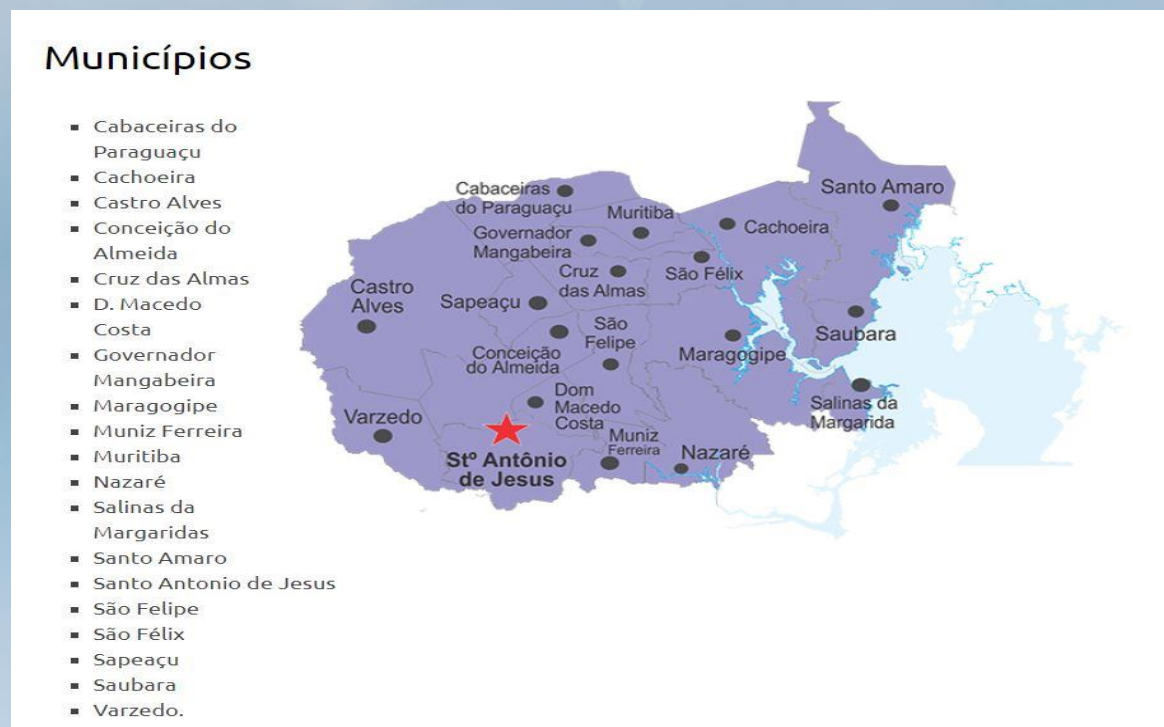 Municípios
Cabaceiras do
Paraguaçu
Cachoeira
Castro Alves
Conceição do
Almeida
Cruz das Almas
D. Macedo
Costa
Governador
Mangabeira
Maragogipe
Muniz Ferreira
Muritiba
Nazaré
Salinas da
Margaridas
Santo Amaro
Santo Antonio de Jesus
São Felipe
São Félix
Sapeaçu
Saubara
Varzedo.
Cabaceiras
do Paraguaçu
Muritiba
Santo Amaro
Governador
Mangabeira
Cachoeira
Cruz
das Almas
São Félix
Castro
Alves
Sapeaçu
São
Felipe
Saubara
Conceição
do Almeida
Maragogipe
Dom
Macedo
Costa
Salinas da
Margarida
Varzedo
Muniz
Ferreira
Nazaré
Stº Antônio
de Jesus